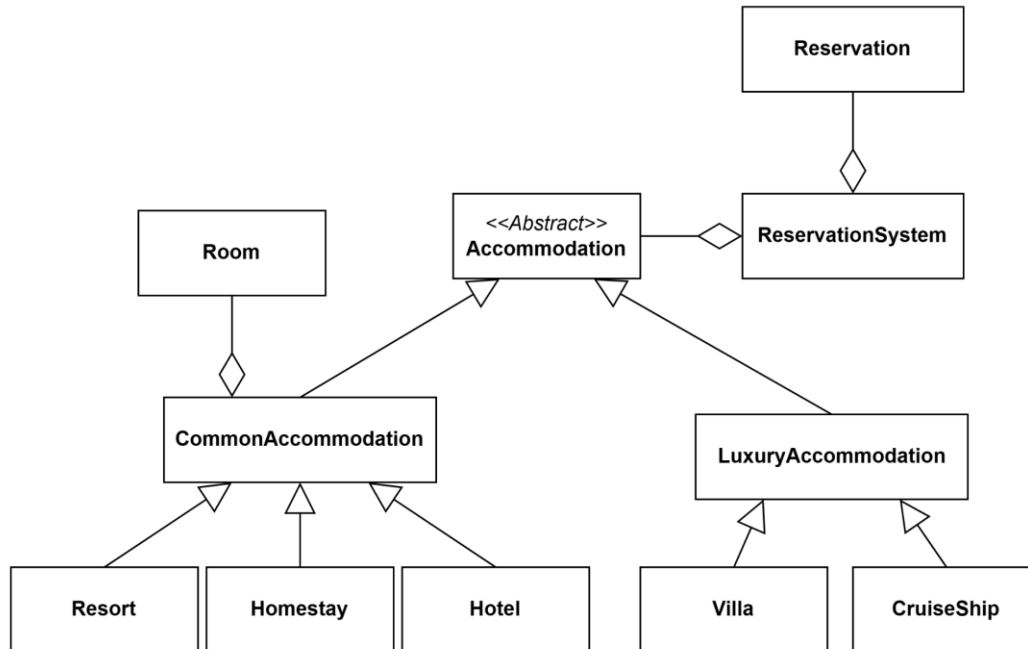 Reservation
<<Abstract>>
Accommodation
ReservationSystem
Room
CommonAccommodation
LuxuryAccommodation
Resort
Homestay
Hotel
Villa
CruiseShip